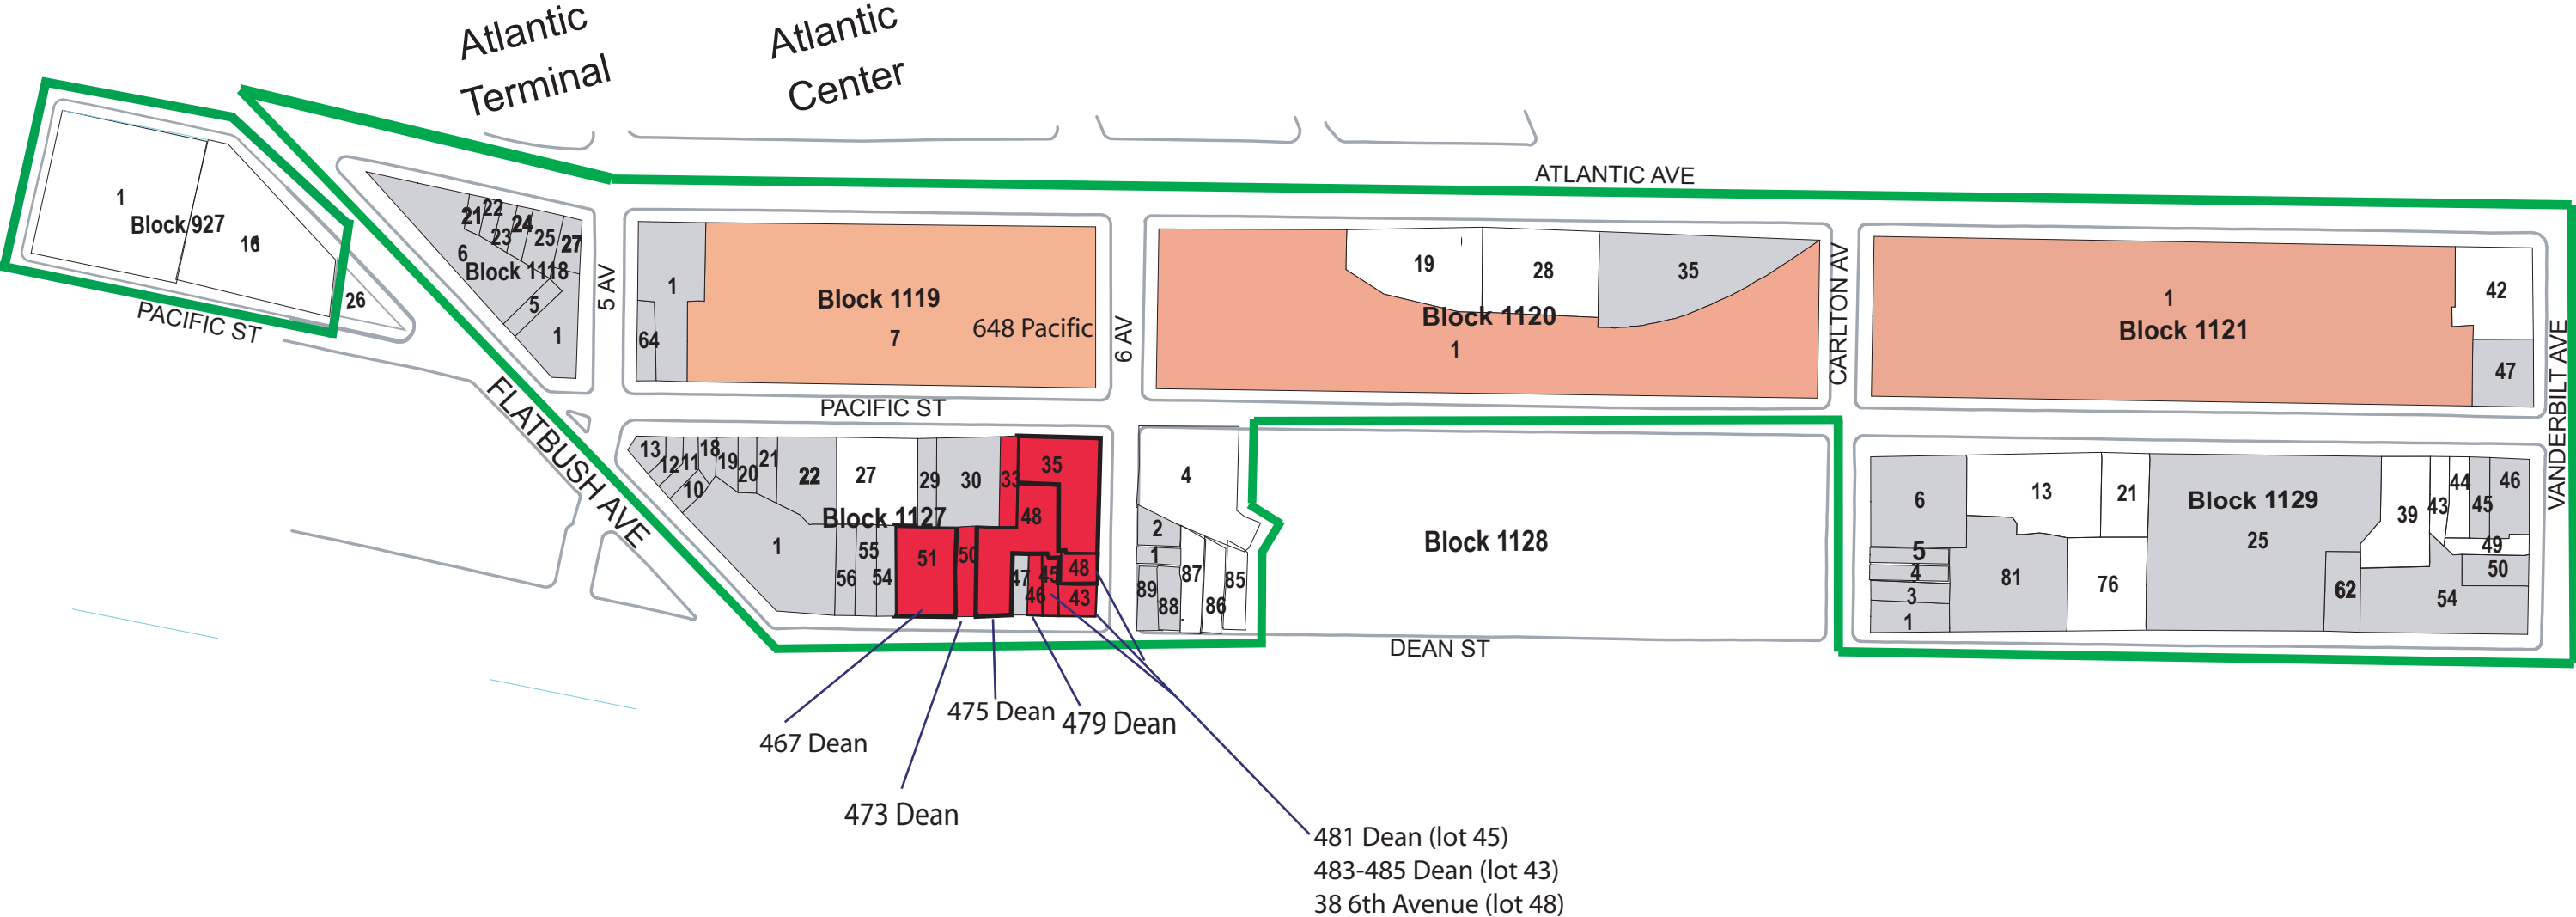 Atlantic
Terminal
Atlantic
Center
ATLANTIC AVE
1
Block 927
16
26
PACIFIC ST
21
22
23
24
25
27
6
Block 1118
5
1
5 AV
1
64
Block 1119
7
648 Pacific
6 AV
19
28
35
Block 1120
1
CARLTON AV
1
Block 1121
42
47
VANDERBILT AVE
PACIFIC ST
FLATBUSH AVE
13
12
11
10
18
19
20
21
22
27
29
30
33
35
48
Block 1127
1
56
55
54
51
50
47
46
45
48
43
4
2
1
89
88
87
86
85
Block 1128
DEAN ST
6
5
4
3
1
13
21
81
76
Block 1129
25
62
39
43
44
45
46
49
50
54
467 Dean
473 Dean
475 Dean
479 Dean
481 Dean (lot 45)
483-485 Dean (lot 43)
38 6th Avenue (lot 48)